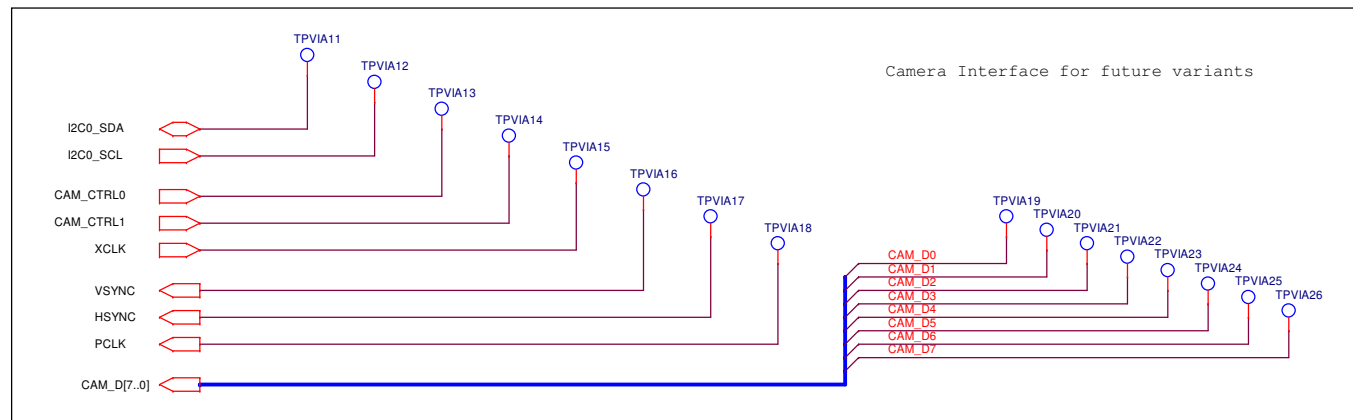 TPVIA11
TPVIA12
TPVIA13
TPVIA14
TPVIA15
TPVIA16
TPVIA17
TPVIA18
Camera Interface for future variants
I2C0_SDA
I2C0_SCL
CAM_CTRL0
CAM_CTRL1
XCLK
VSYNC
HSYNC
PCLK
CAM_D[7..0]
TPVIA19
TPVIA20
TPVIA21
TPVIA22
TPVIA23
TPVIA24
TPVIA25
TPVIA26
CAM_D0
CAM_D1
CAM_D2
CAM_D3
CAM_D4
CAM_D5
CAM_D6
CAM_D7